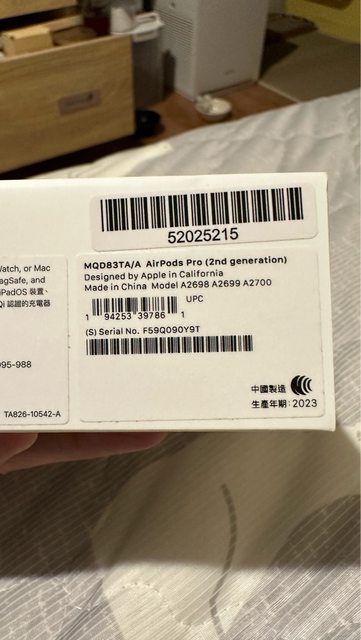 52025215
Watch, or Mac
agSafe, and
iPadOS 裝置、
Qi 認證的充電器
095-988
TA826-10542-A
MQD83TA/A AirPods Pro (2nd generation)
Designed by Apple in California
Made in China Model A2698 A2699 A2700
UPC
1 94253 39786 1
(S) Serial No. F59Q090Y9T
中國製造
生產年期：2023